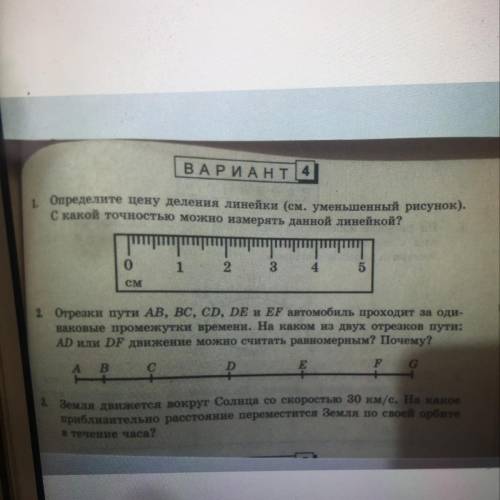 ВАРИАНТ 4
1. Определите цену деления линейки (см. уменьшенный рисунок).
С какой точностью можно измерять данной линейкой?
0 1 2 3 4 5
см
2. Отрезки пути AB, BC, CD, DE и EF автомобиль проходит за оди-
наковые промежутки времени. На каком из двух отрезков пути:
AD или DF движение можно считать равномерным? Почему?
A B C D E F G
3. Земля движется вокруг Солнца со скоростью 30 км/с. На какое
приблизительно расстояние переместится Земля по своей орбите
в течение часа?